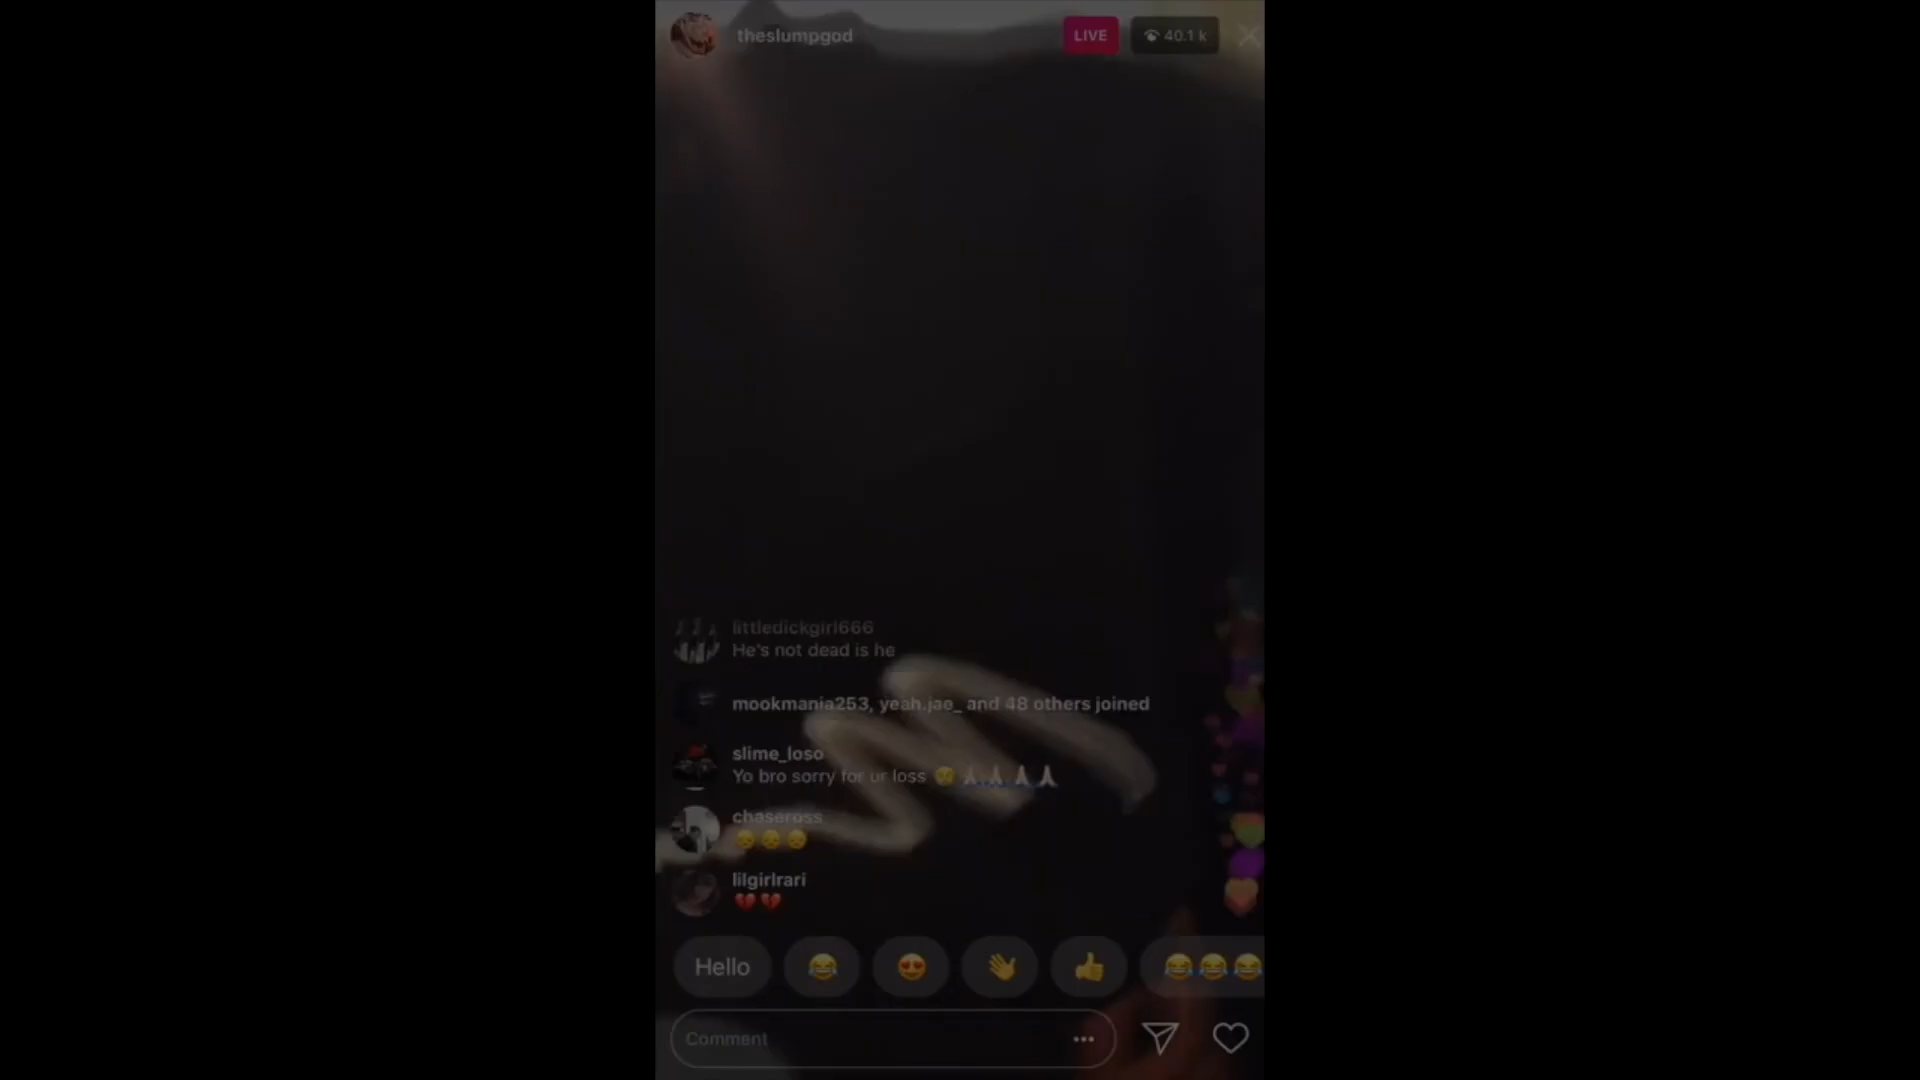 theslumpgod
LIVE
40.1 k
littledickgirl666
He's not dead is he
mookmania253, yeah.jao_ and 48 others joined
slime_loso
Yo bro sorry for ur loss 🧐🙏🙏🙏🙏
chaseross
😞😞😞
lilgirlrari
💔💔
Hello 😂 😍 👋 👍 😂😂😂
Comment